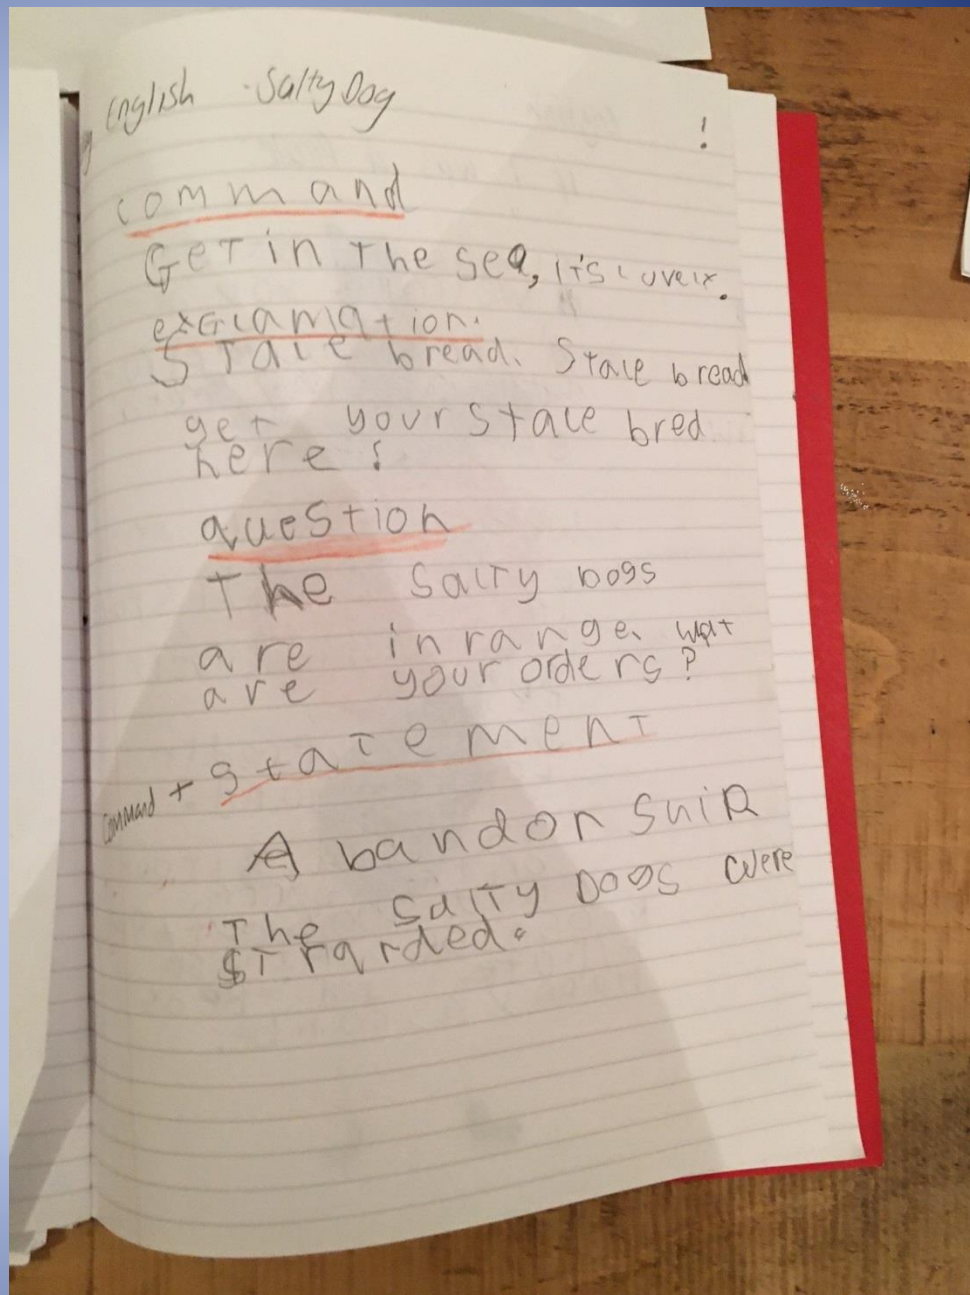 English Salty Dog
!
command
Get in the sea, it's lovely.
exclamation.
Stale bread. Stale bread
get your stale bred
here!
question
The Salty Dogs
are in range. what
are your orders?
Command + statement
Abandon Ship
The Salty Dogs were
stranded.